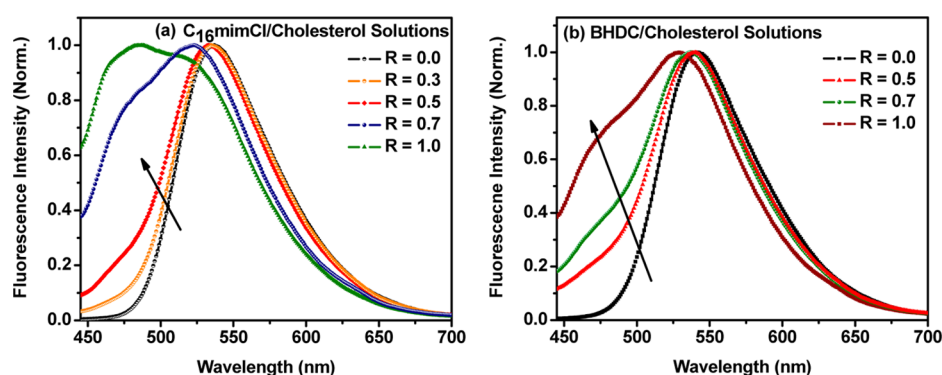 (a) C16mimCl/Cholesterol Solutions
R = 0.0
R = 0.3
R = 0.5
R = 0.7
R = 1.0
Fluorescence Intensity (Norm.)
1.0
0.8
0.6
0.4
0.2
0.0
450 500 550 600 650 700
Wavelength (nm)
(b) BHDC/Cholesterol Solutions
R = 0.0
R = 0.5
R = 0.7
R = 1.0
Fluorescecne Intensity (Norm.)
1.0
0.8
0.6
0.4
0.2
0.0
450 500 550 600 650 700
Wavelength (nm)